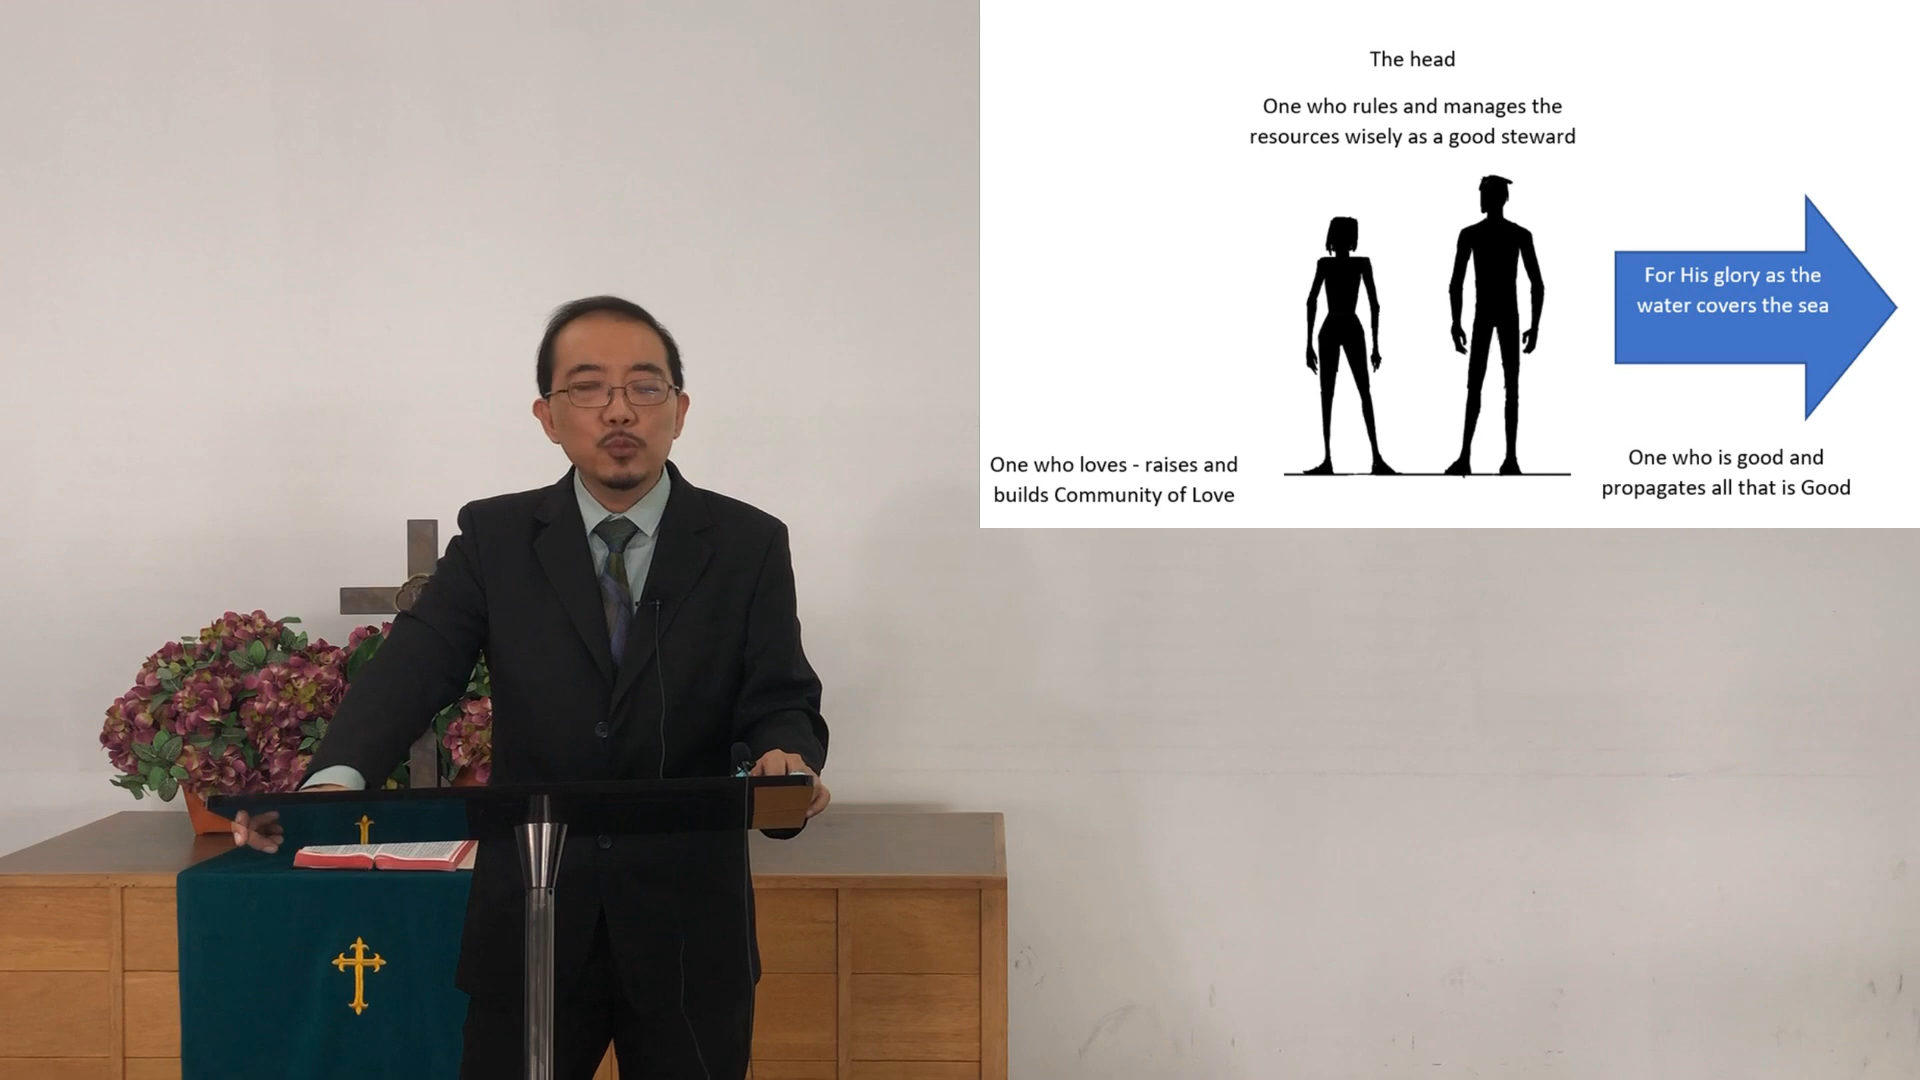 The head
One who rules and manages the
resources wisely as a good steward
For His glory as the
water covers the sea
One who loves - raises and
builds Community of Love
One who is good and
propagates all that is Good